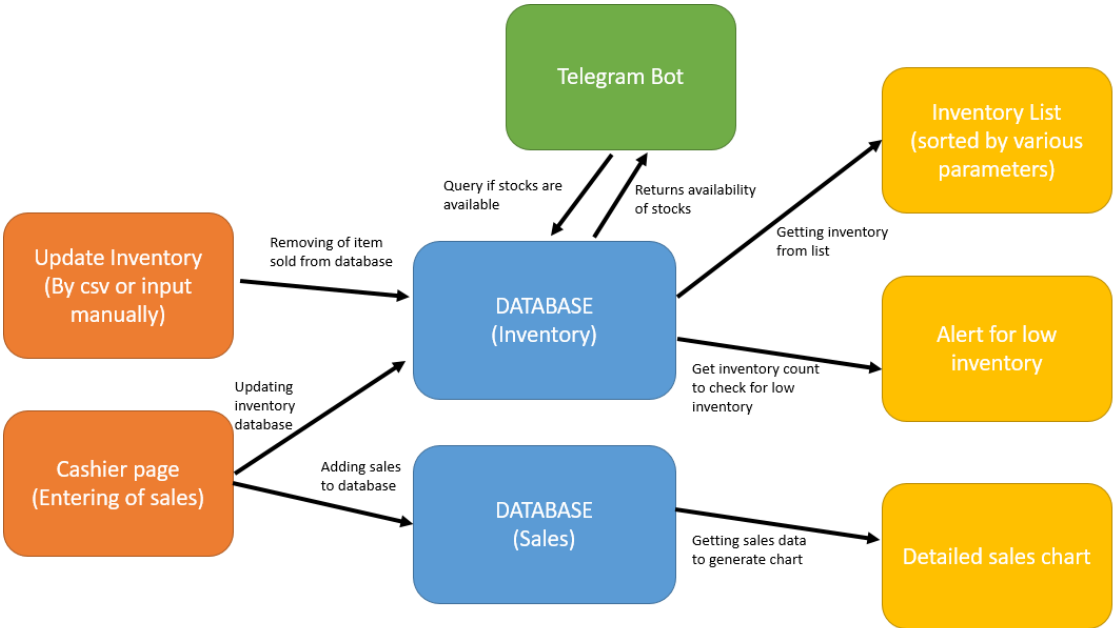 Telegram Bot
Inventory List
(sorted by various
parameters)
Query if stocks are
available
Returns availability
of stocks
Getting inventory
from list
Update Inventory
(By csv or input
manually)
Removing of item
sold from database
DATABASE
(Inventory)
Alert for low
inventory
Get inventory count
to check for low
inventory
Updating
inventory
database
Cashier page
(Entering of sales)
Adding sales
to database
DATABASE
(Sales)
Getting sales data
to generate chart
Detailed sales chart